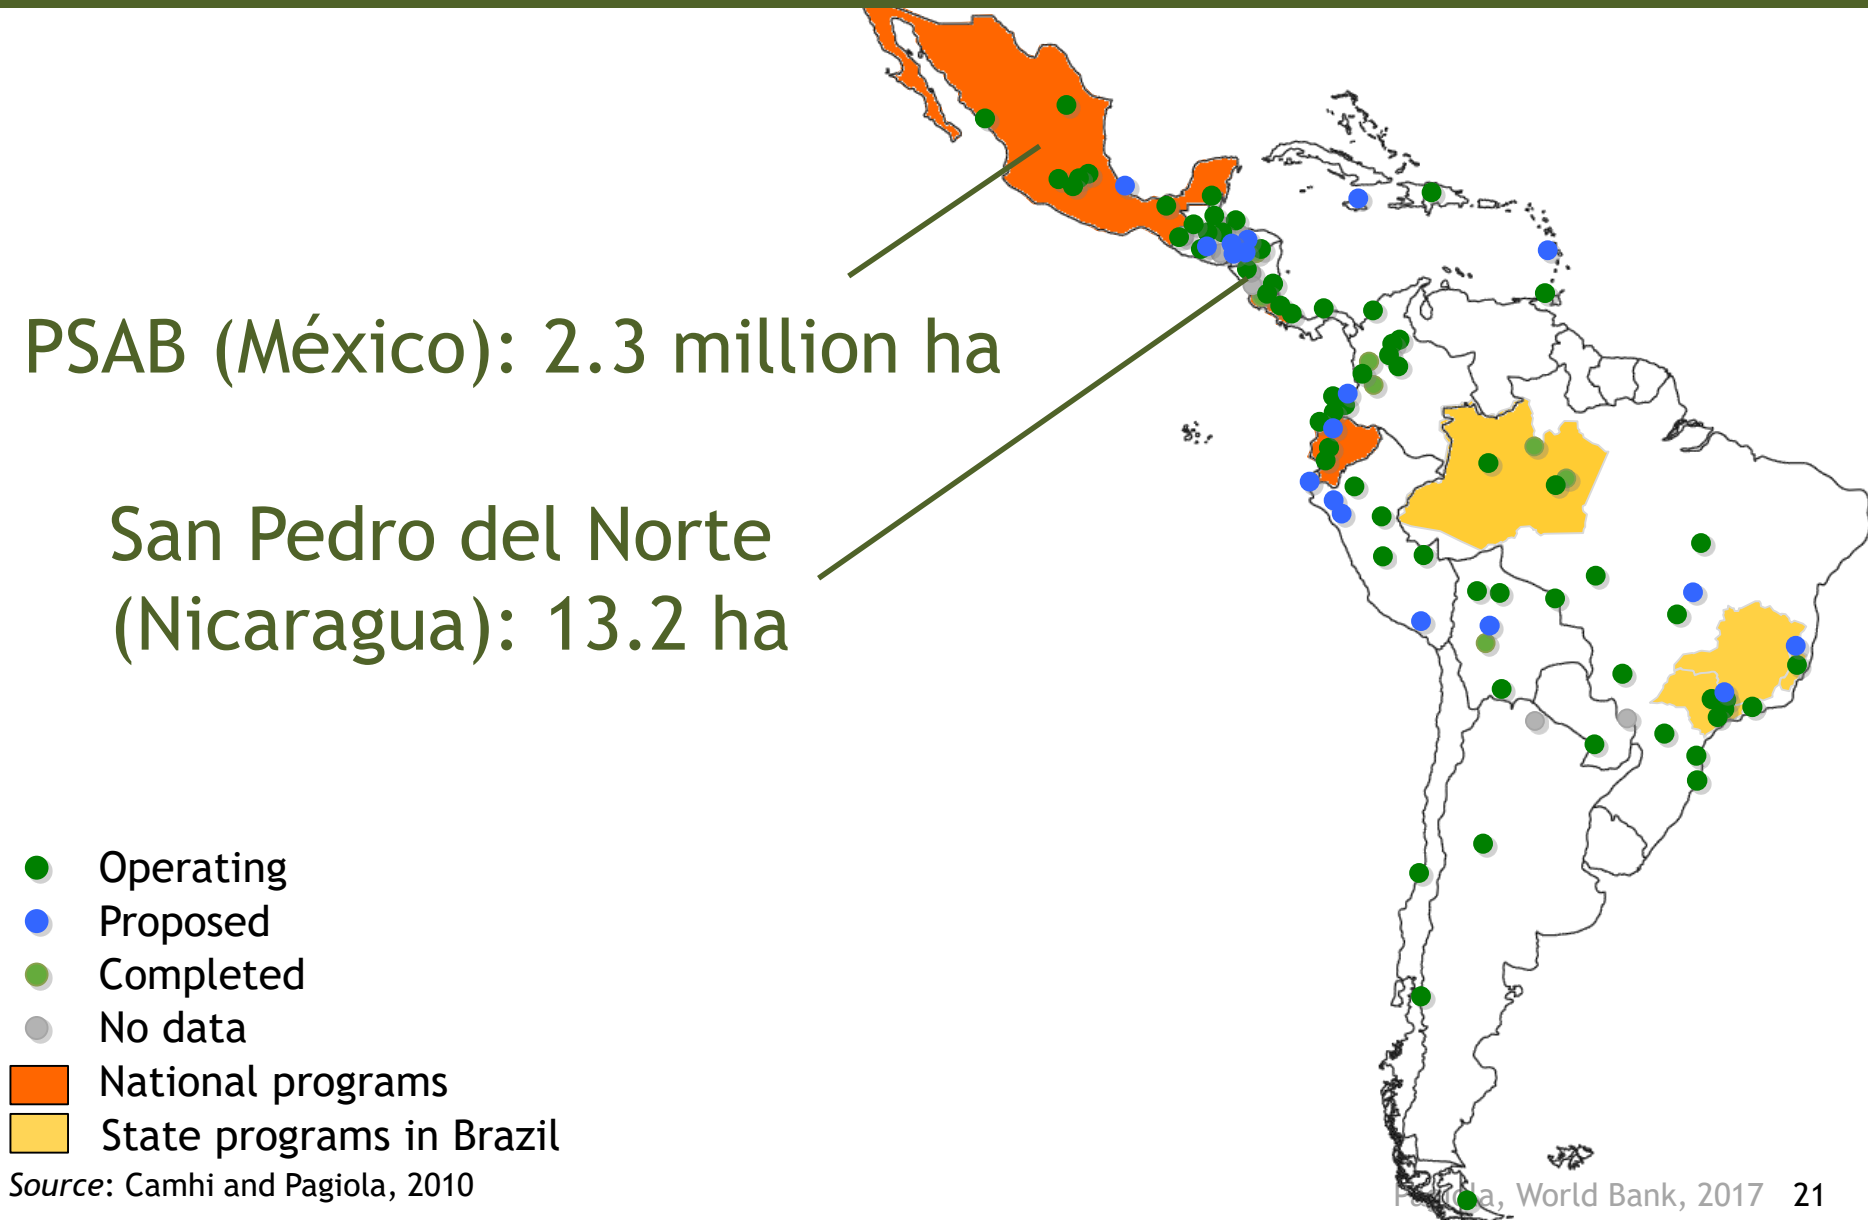 PSAB (México): 2.3 million ha
San Pedro del Norte
(Nicaragua): 13.2 ha
Operating
Proposed
Completed
No data
National programs
State programs in Brazil
Source: Camhi and Pagiola, 2010
Pagiola, World Bank, 2017 21